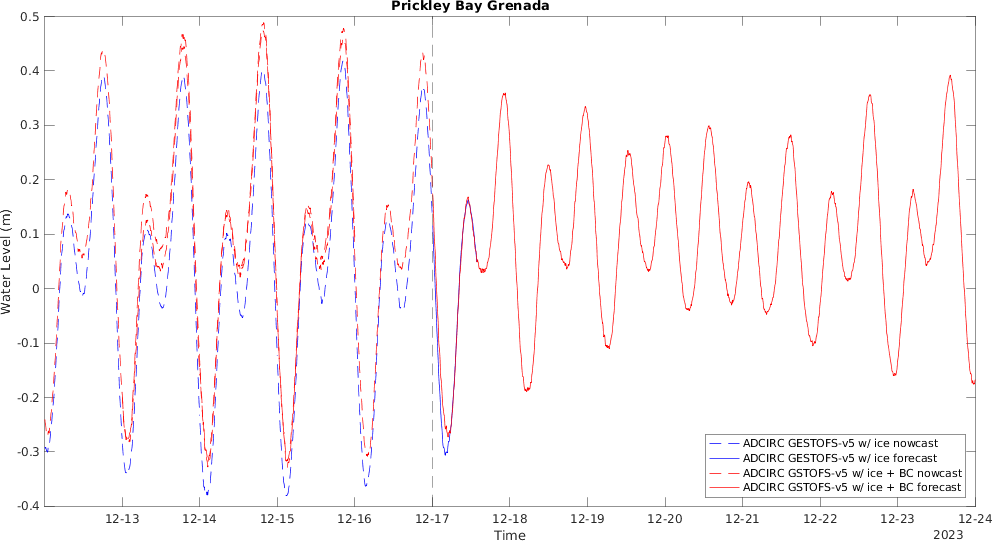 Prickley Bay Grenada
0.5
0.4
0.3
0.2
0.1
0
-0.1
-0.2
-0.3
-0.4
Water Level (m)
ADCIRC GESTOFS-v5 w/ ice nowcast
ADCIRC GESTOFS-v5 w/ ice forecast
ADCIRC GSTOFS-v5 w/ ice + BC nowcast
ADCIRC GSTOFS-v5 w/ ice + BC forecast
12-13 12-14 12-15 12-16 12-17 12-18 12-19 12-20 12-21 12-22 12-23 12-24
Time
2023